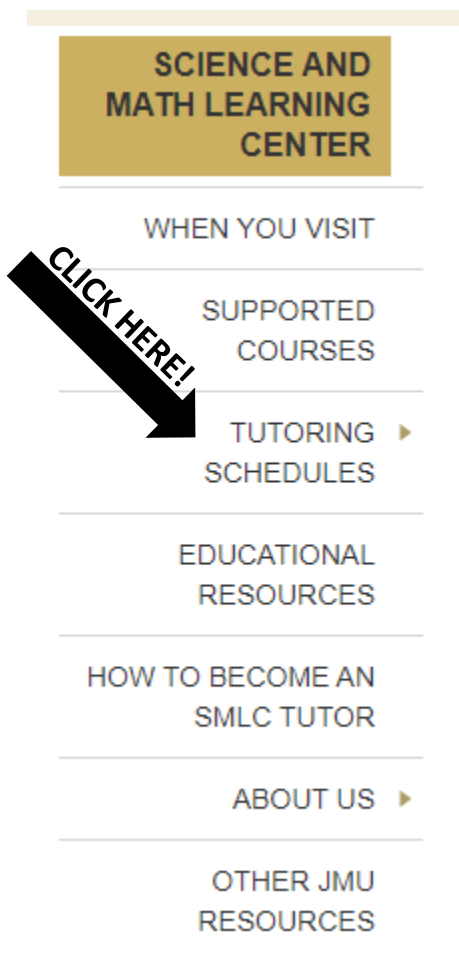 SCIENCE AND
MATH LEARNING
CENTER
WHEN YOU VISIT
CLICK HERE!
SUPPORTED
COURSES
TUTORING
SCHEDULES
EDUCATIONAL
RESOURCES
HOW TO BECOME AN
SMLC TUTOR
ABOUT US
OTHER JMU
RESOURCES